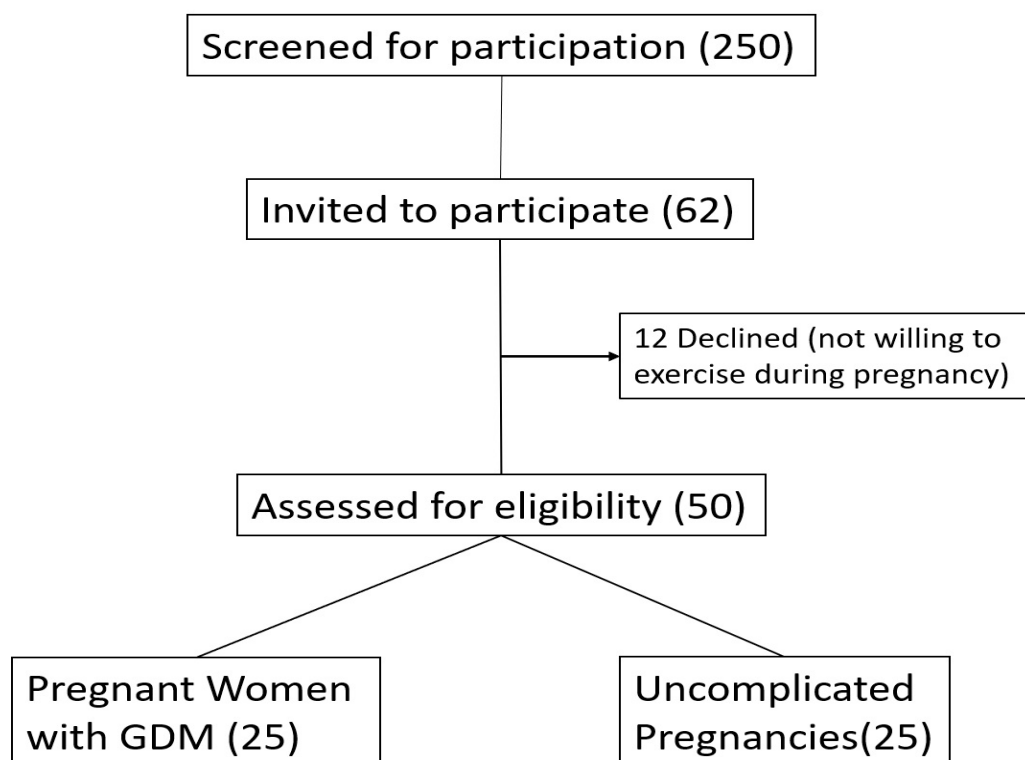 Screened for participation (250)
Invited to participate (62)
12 Declined (not willing to
exercise during pregnancy)
Assessed for eligibility (50)
Pregnant Women
with GDM (25)
Uncomplicated
Pregnancies(25)